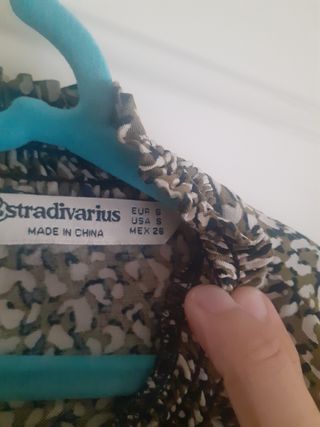 stradivarius
MADE IN CHINA
EUR S
USA S
MEX 26